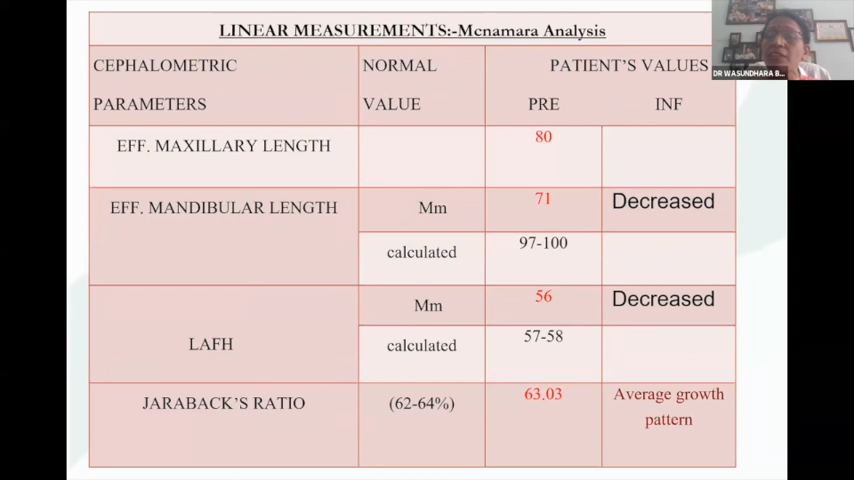 LINEAR MEASUREMENTS:-Mcnamara Analysis
CEPHALOMETRIC PARAMETERS
NORMAL VALUE
PATIENT'S VALUES
PRE
INF
EFF. MAXILLARY LENGTH
80
EFF. MANDIBULAR LENGTH
Mm
71
Decreased
calculated
97-100
LAFH
Mm
56
Decreased
calculated
57-58
JARABACK'S RATIO
(62-64%)
63.03
Average growth
pattern
DR WASUNDHARA B...